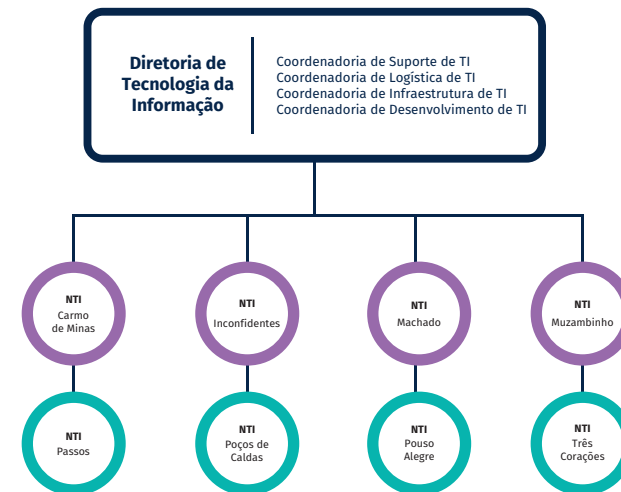 Diretoria de
Tecnologia da
Informação
Coordenadoria de Suporte de TI
Coordenadoria de Logística de TI
Coordenadoria de Infraestrutura de TI
Coordenadoria de Desenvolvimento de TI
NTI
Carmo
de Minas
NTI
Inconfidentes
NTI
Machado
NTI
Muzambinho
NTI
Passos
NTI
Poços de
Caldas
NTI
Pouso
Alegre
NTI
Três
Corações